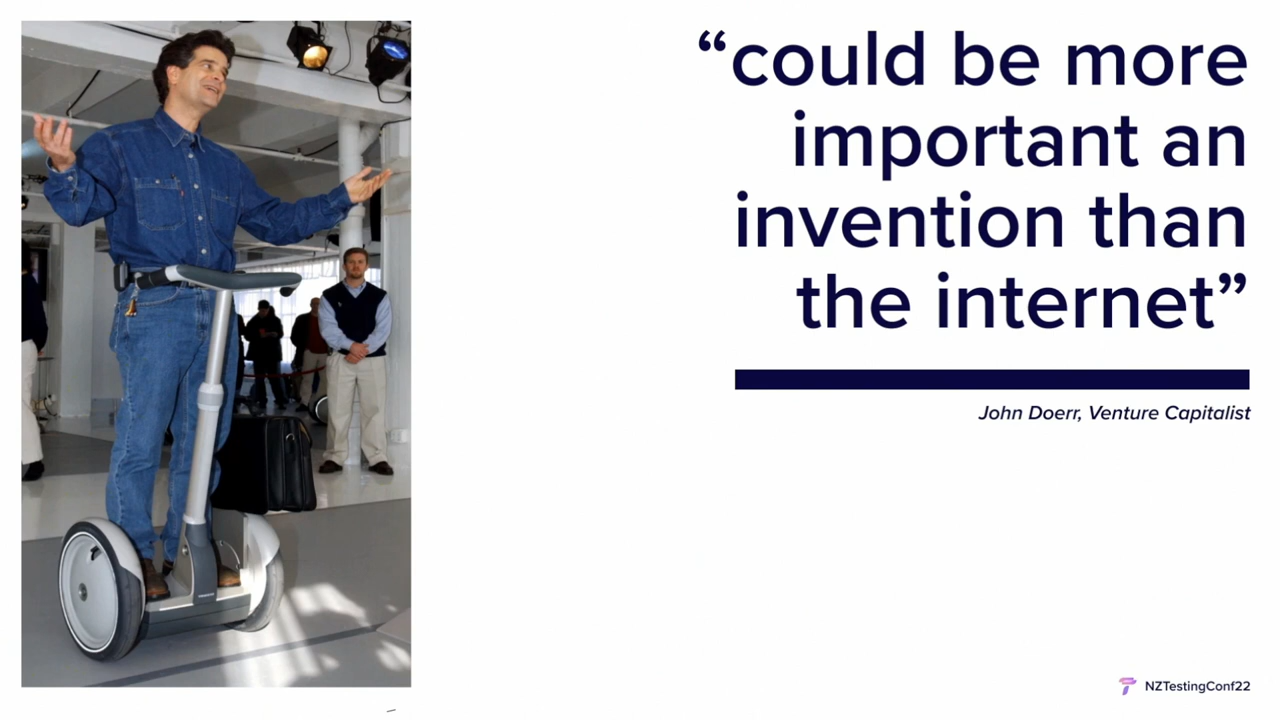 “could be more
important an
invention than
the internet”
John Doerr, Venture Capitalist
NZTestingConf22